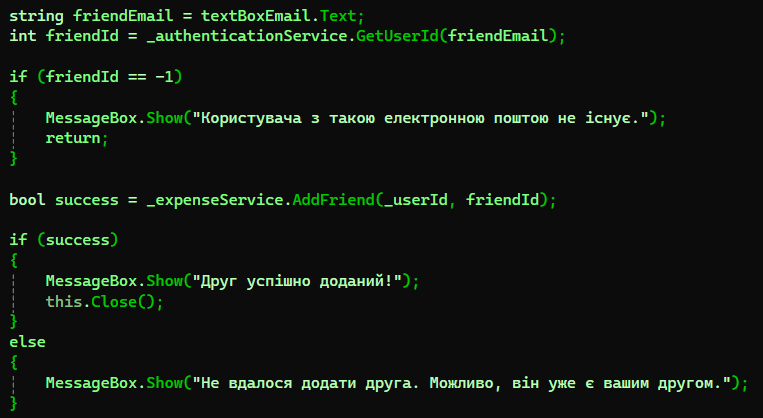 string friendEmail = textBoxEmail.Text;
int friendId = _authenticationService.GetUserId(friendEmail);
if (friendId == -1)
{
MessageBox.Show("Користувача з такою електронною поштою не існує.");
return;
}
bool success = _expenseService.AddFriend(_userId, friendId);
if (success)
{
MessageBox.Show("Друг успішно доданий!");
this.Close();
}
else
{
MessageBox.Show("Не вдалося додати друга. Можливо, він уже є вашим другом.");
}